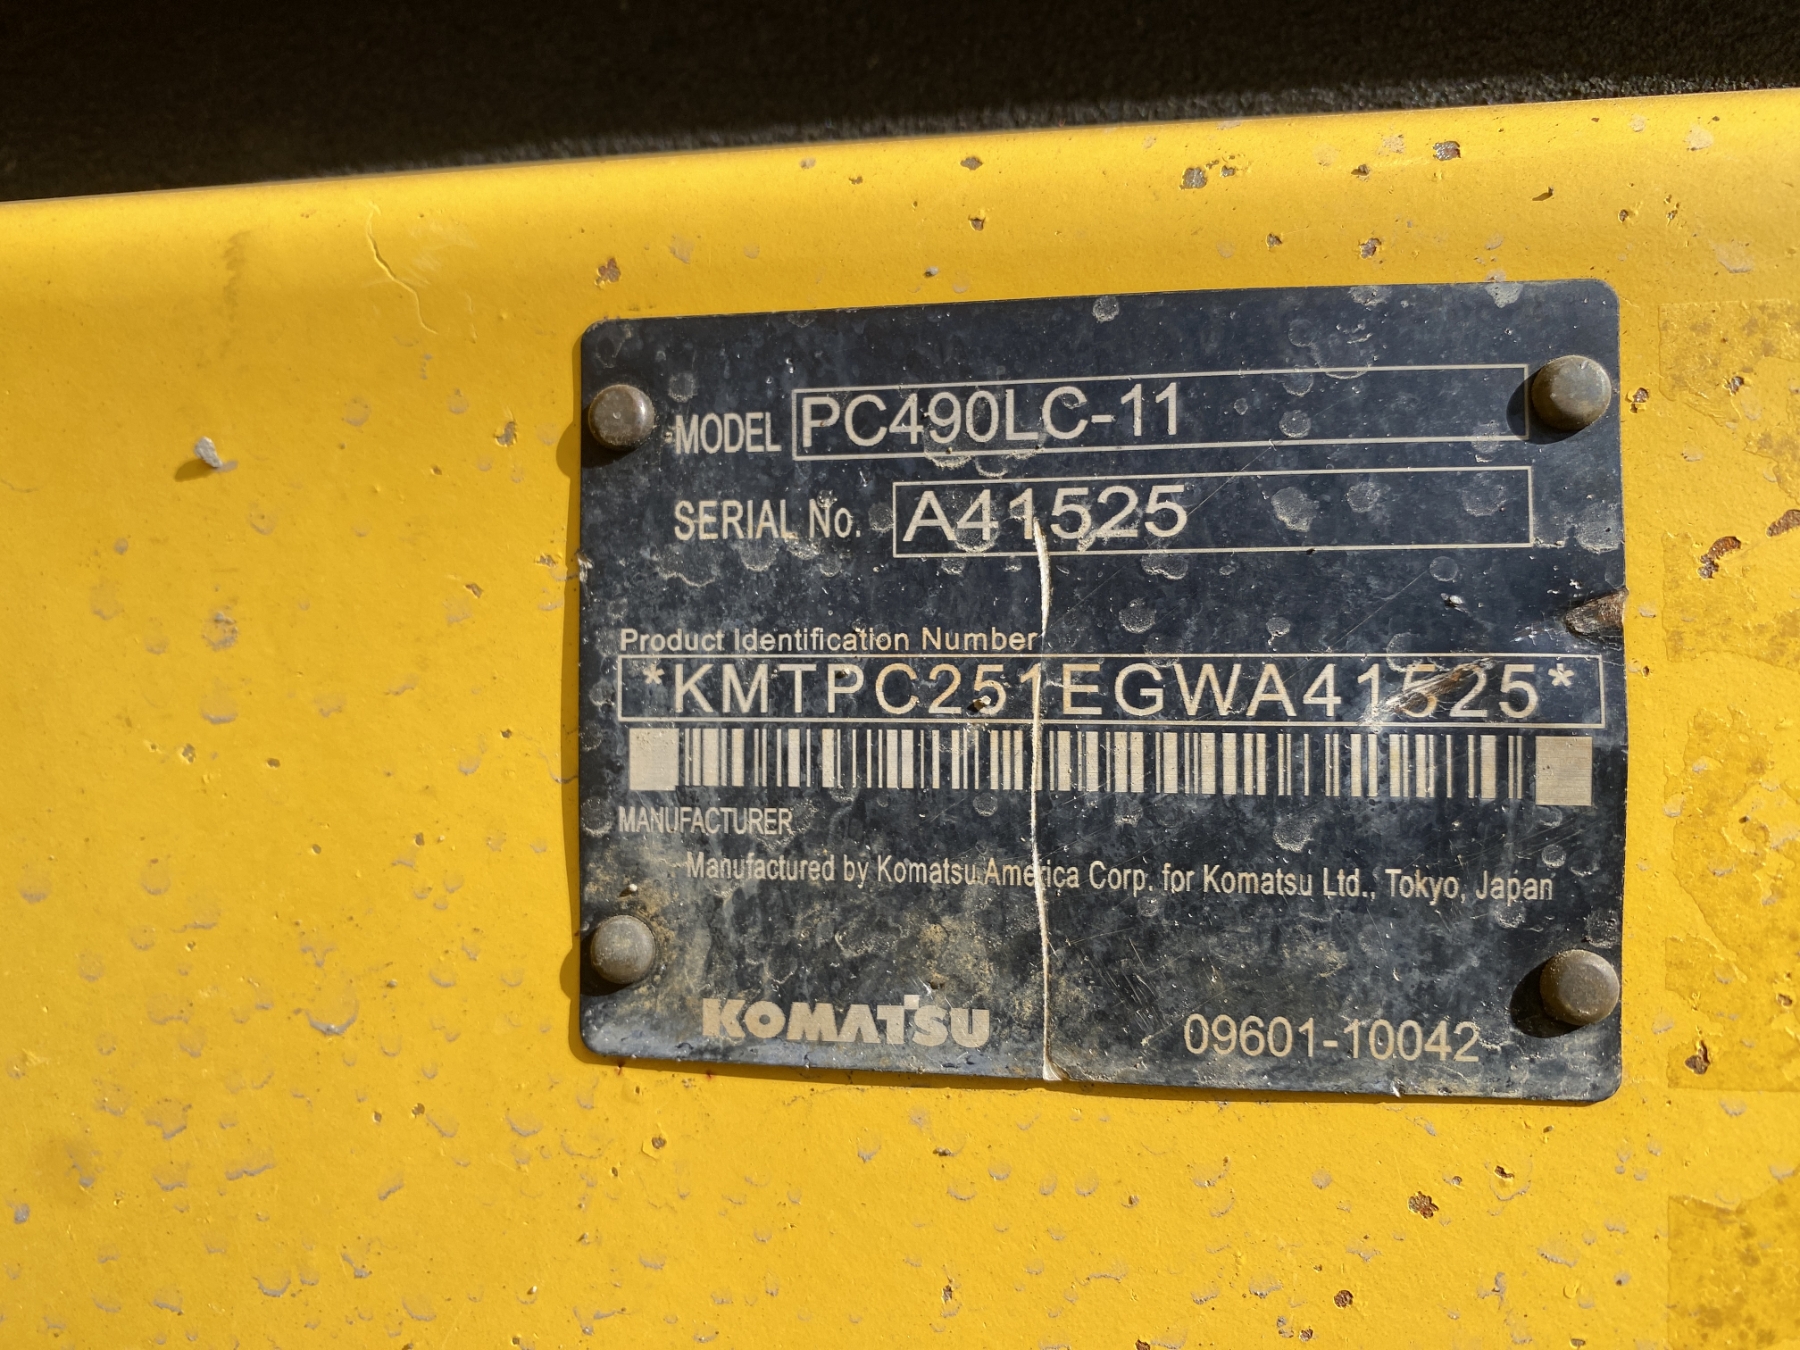 MODEL PC490LC-11
SERIAL No. A41525
Product Identification Number
*KMTPC251EGWA41525*
MANUFACTURER
Manufactured by Komatsu America Corp. for Komatsu Ltd., Tokyo, Japan
KOMATSU 09601-10042